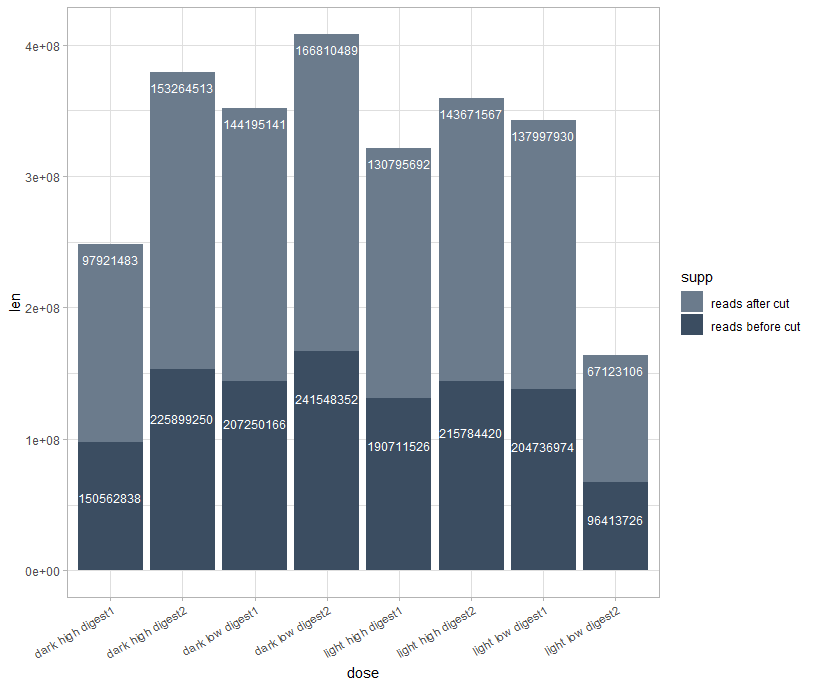 4e+08
3e+08
2e+08
1e+08
0e+00
len
97921483
150562838
153264513
225899250
144195141
207250166
166810489
241548352
130795692
190711526
143671567
215784420
137997930
204736974
67123106
96413726
dark high digest1
dark high digest2
dark low digest1
dark low digest2
light high digest1
light high digest2
light low digest1
light low digest2
dose
supp
reads after cut
reads before cut